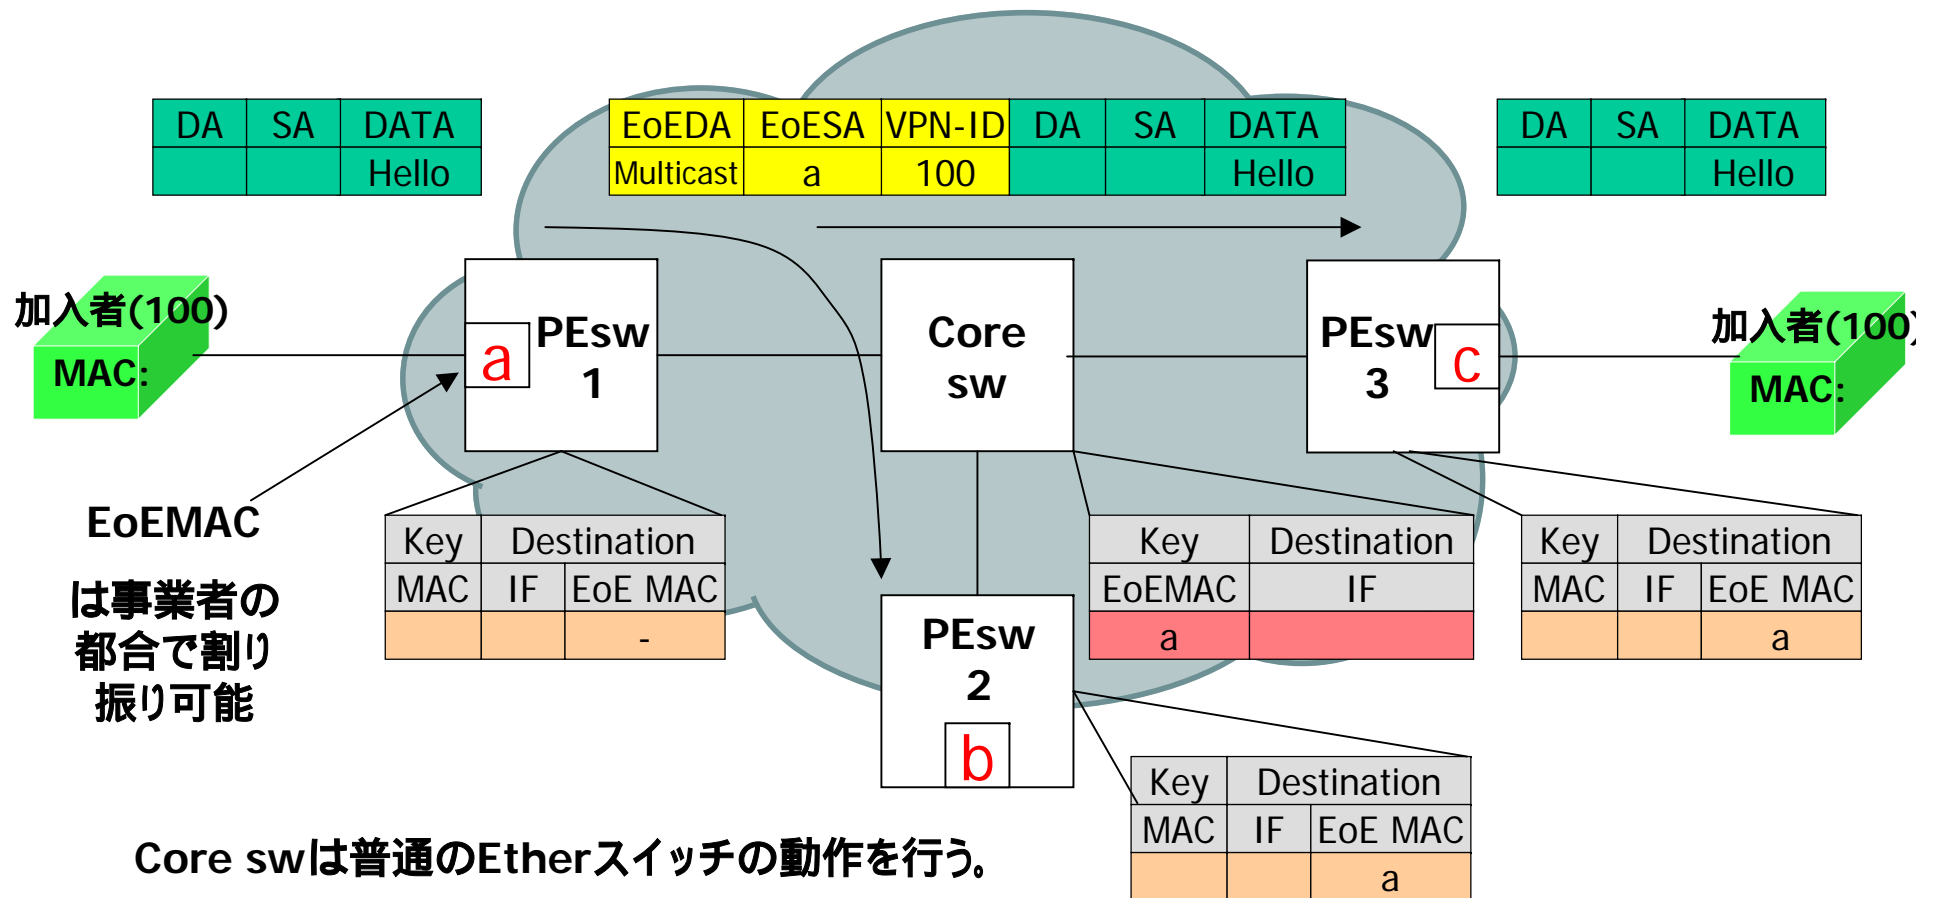 DA SA DATA
Hello
EoEDA EoESA VPN-ID DA SA DATA
Multicast a 100 Hello
DA SA DATA
Hello
加入者(100)
MAC:
a
PEsw
1
Core
sw
PEsw
3
c
加入者(100)
MAC:
EoEMAC
は事業者の
都合で割り
振り可能
Key Destination
MAC IF EoE MAC
-
PEsw
2
b
Key Destination
EoEMAC IF
a
Key Destination
MAC IF EoE MAC
a
Key Destination
MAC IF EoE MAC
a
Core swは普通のEtherスイッチの動作を行う。